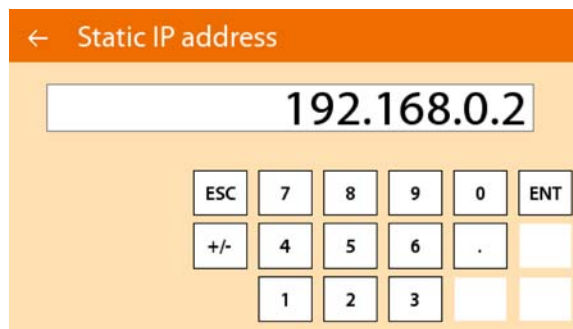 ← Static IP address
192.168.0.2
ESC 7 8 9 0 ENT
+/- 4 5 6 .
1 2 3